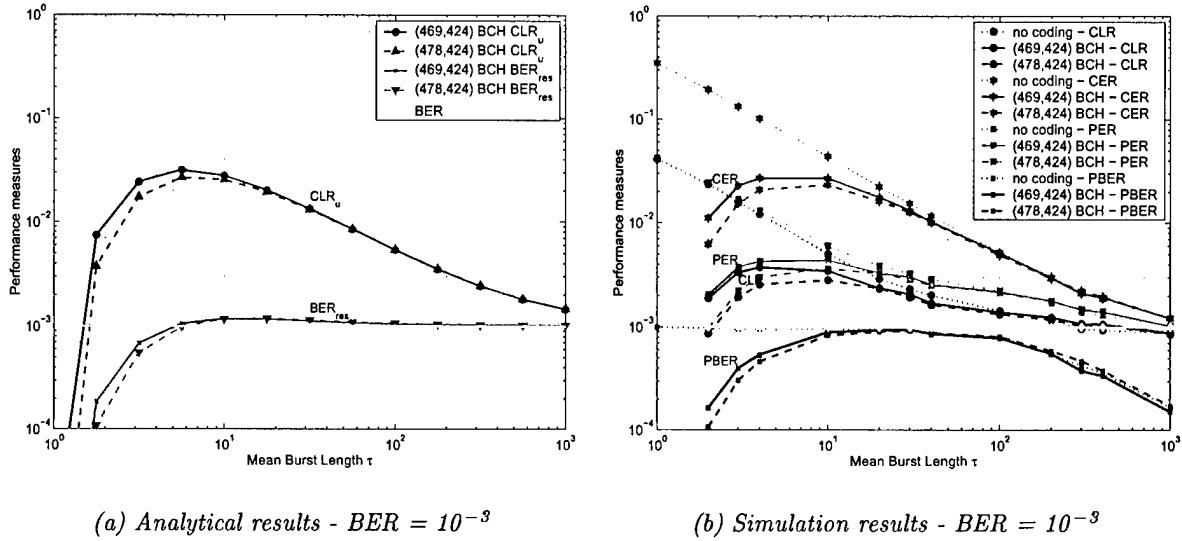 10⁰
10⁻¹
10⁻²
10⁻³
10⁻⁴
Performance measures
10⁰
10¹
10²
10³
Mean Burst Length τ
(469,424) BCH CLRᵤ
(478,424) BCH CLRᵤ
(469,424) BCH BER_res
(478,424) BCH BER_res
BER
CLRᵤ
BER_res
(a) Analytical results - BER = 10⁻³
10⁰
10⁻¹
10⁻²
10⁻³
10⁻⁴
Performance measures
10⁰
10¹
10²
10³
Mean Burst Length τ
no coding – CLR
(469,424) BCH – CLR
(478,424) BCH – CLR
no coding – CER
(469,424) BCH – CER
(478,424) BCH – CER
no coding – PER
(469,424) BCH – PER
(478,424) BCH – PER
no coding – PBER
(469,424) BCH – PBER
(478,424) BCH – PBER
CER
PER
PBER
(b) Simulation results - BER = 10⁻³